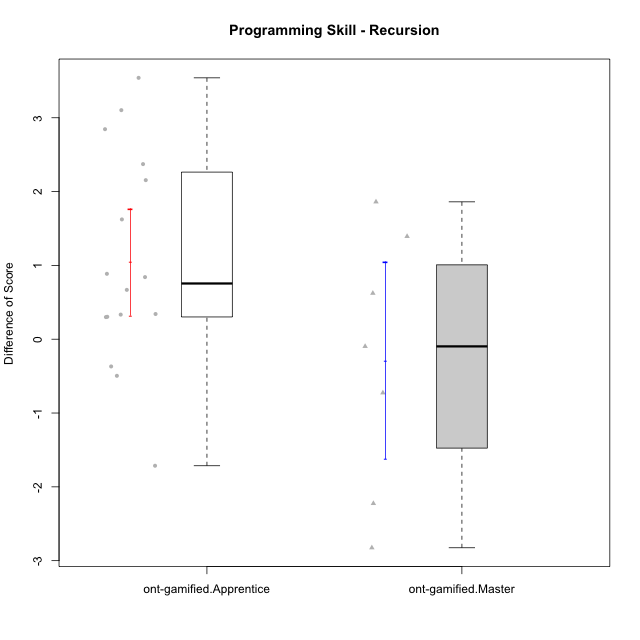 Programming Skill - Recursion
Difference of Score
3
2
1
0
-1
-2
-3
ont-gamified.Apprentice
ont-gamified.Master